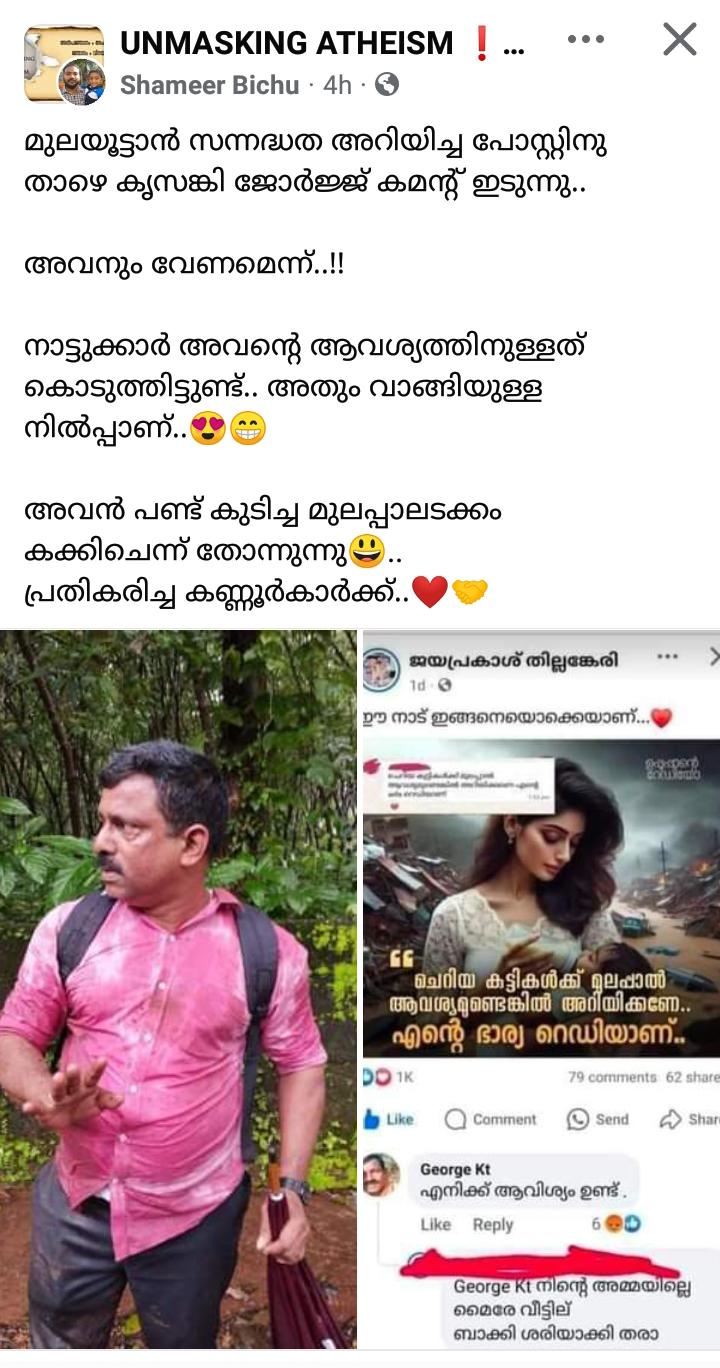 UNMASKING ATHEISM ❗...
Shameer Bichu · 4h ·
മുലയൂട്ടാൻ സന്നദ്ധത അറിയിച്ച പോസ്റ്റിനു
താഴെ കൃസങ്കി ജോർജ്ജ് കമന്റ് ഇടുന്നു..
അവനും വേണമെന്ന്..!!
നാട്ടുക്കാർ അവന്റെ ആവശ്യത്തിനുള്ളത്
കൊടുത്തിട്ടുണ്ട്.. അതും വാങ്ങിയുള്ള
നിൽപ്പാണ്..😍😁
അവൻ പണ്ട് കുടിച്ച മുലപ്പാലടക്കം
കക്കിചെന്ന് തോന്നുന്നു😃..
പ്രതികരിച്ച കണ്ണൂർകാർക്ക്..❤️🤝
ജയപ്രകാശ് തില്ലങ്കേരി
1d ·
ഈ നാട് ഇങ്ങനെയൊക്കെയാണ്...❤️
“
ചെറിയ കുട്ടികൾക്ക് മുലപ്പാൽ
ആവശ്യമുണ്ടെങ്കിൽ അറിയിക്കണേ..
എന്റെ ഭാര്യ റെഡിയാണ്..
1K 79 comments 62 share
Like Comment Send Shar
George Kt
എനിക്ക് ആവിശ്യം ഉണ്ട് .
Like Reply 6
George Kt നിന്റെ അമ്മയില്ലെ
മൈരേ വീട്ടില്
ബാക്കി ശരിയാക്കി തരാ